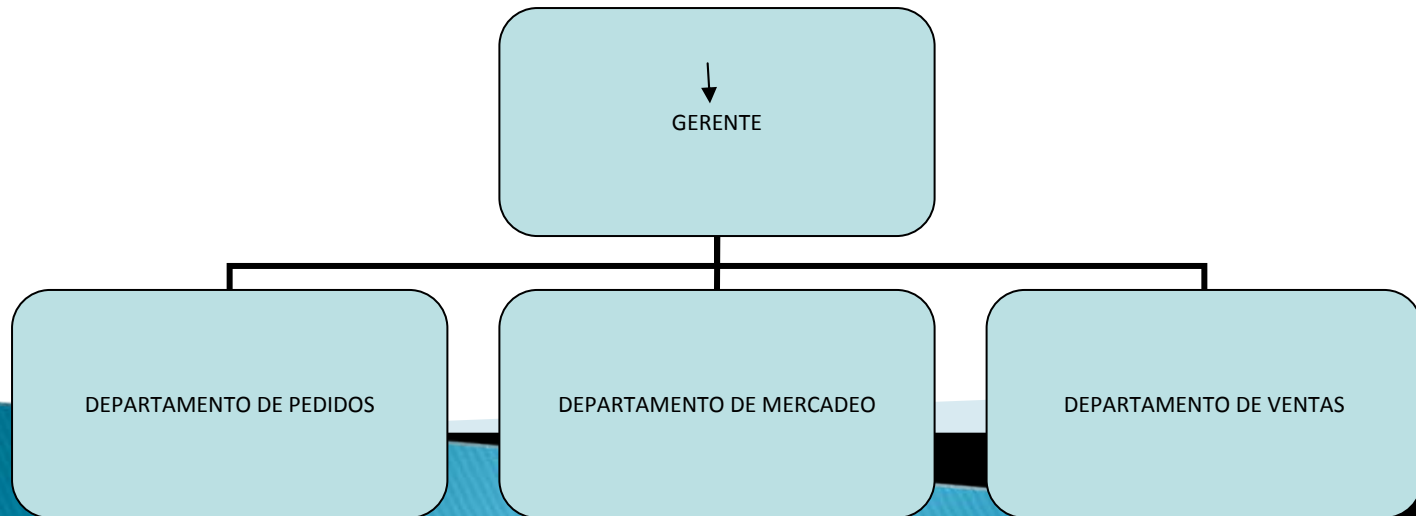 GERENTE
DEPARTAMENTO DE PEDIDOS
DEPARTAMENTO DE MERCADEO
DEPARTAMENTO DE VENTAS